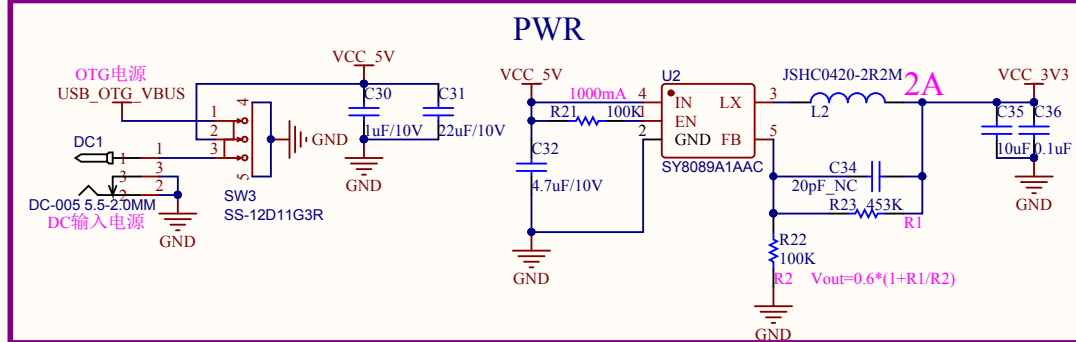 PWR
OTG电源
USB_OTG_VBUS
1
2
3
4
5
GND
SW3
SS-12D11G3R
DC1
1
1
3
3
2
2
DC-005 5.5-2.0MM
DC输入电源
GND
VCC_5V
C30
1uF/10V
C31
22uF/10V
GND
VCC_5V
1000mA
R21
100K
C32
4.7uF/10V
GND
U2
4
IN
LX
3
1
EN
2
GND
FB
5
SY8089A1AAC
JSHC0420-2R2M
L2
2A
VCC_3V3
C35
10uF
C36
0.1uF
GND
C34
20pF_NC
R23
453K
R1
R22
100K
R2
Vout=0.6*(1+R1/R2)
GND